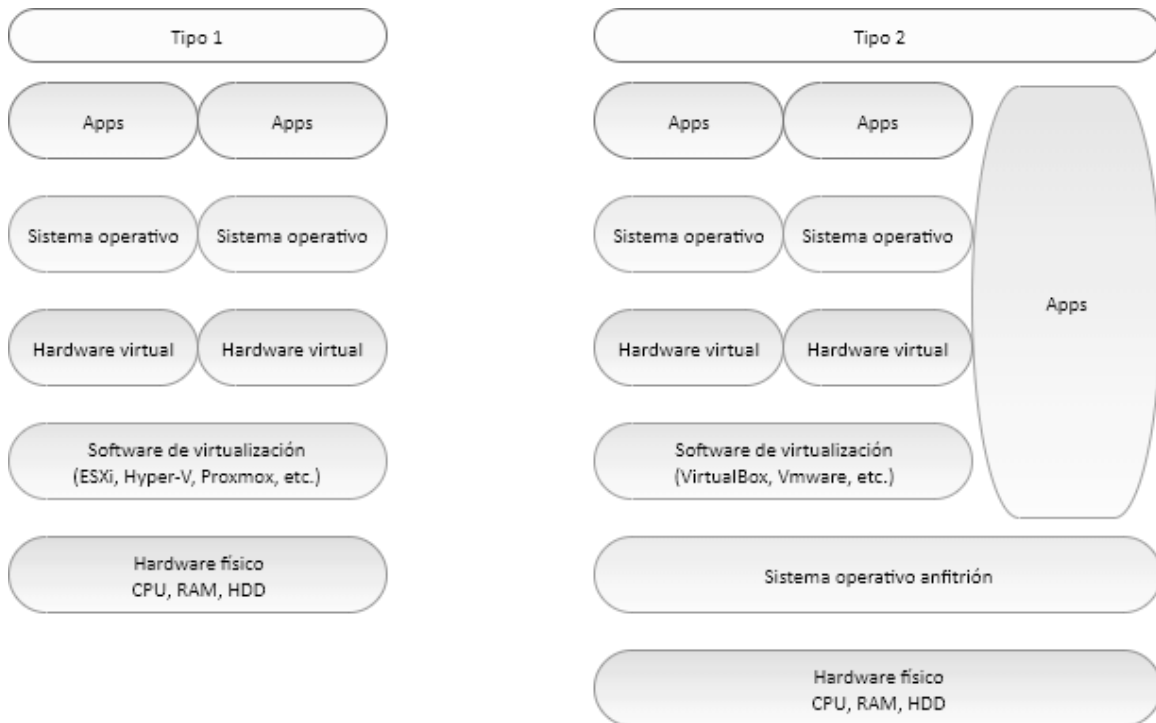 Tipo 1
Apps
Apps
Sistema operativo
Sistema operativo
Hardware virtual
Hardware virtual
Software de virtualización
(ESXi, Hyper-V, Proxmox, etc.)
Hardware físico
CPU, RAM, HDD
Tipo 2
Apps
Apps
Sistema operativo
Sistema operativo
Hardware virtual
Hardware virtual
Software de virtualización
(VirtualBox, Vmware, etc.)
Apps
Sistema operativo anfitrión
Hardware físico
CPU, RAM, HDD